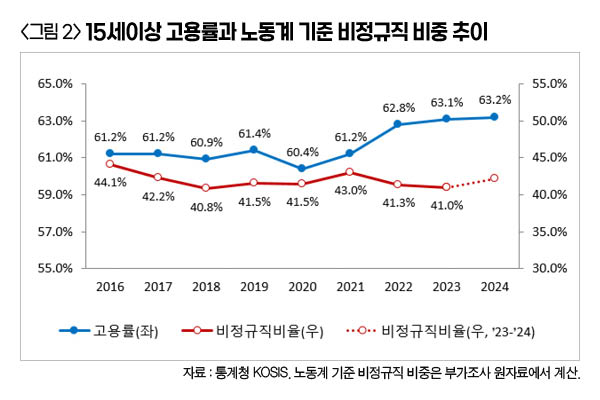 <그림 2> 15세이상 고용률과 노동계 기준 비정규직 비중 추이
65.0% 55.0%
63.0% 50.0%
61.0% 45.0%
59.0% 40.0%
57.0% 35.0%
55.0% 30.0%
61.2% 61.2% 60.9% 61.4% 60.4% 61.2% 62.8% 63.1% 63.2%
44.1% 42.2% 40.8% 41.5% 41.5% 43.0% 41.3% 41.0%
2016 2017 2018 2019 2020 2021 2022 2023 2024
고용률(좌) 비정규직비율(우) 비정규직비율(우, '23-'24)
자료 : 통계청 KOSIS. 노동계 기준 비정규직 비중은 부가조사 원자료에서 계산.